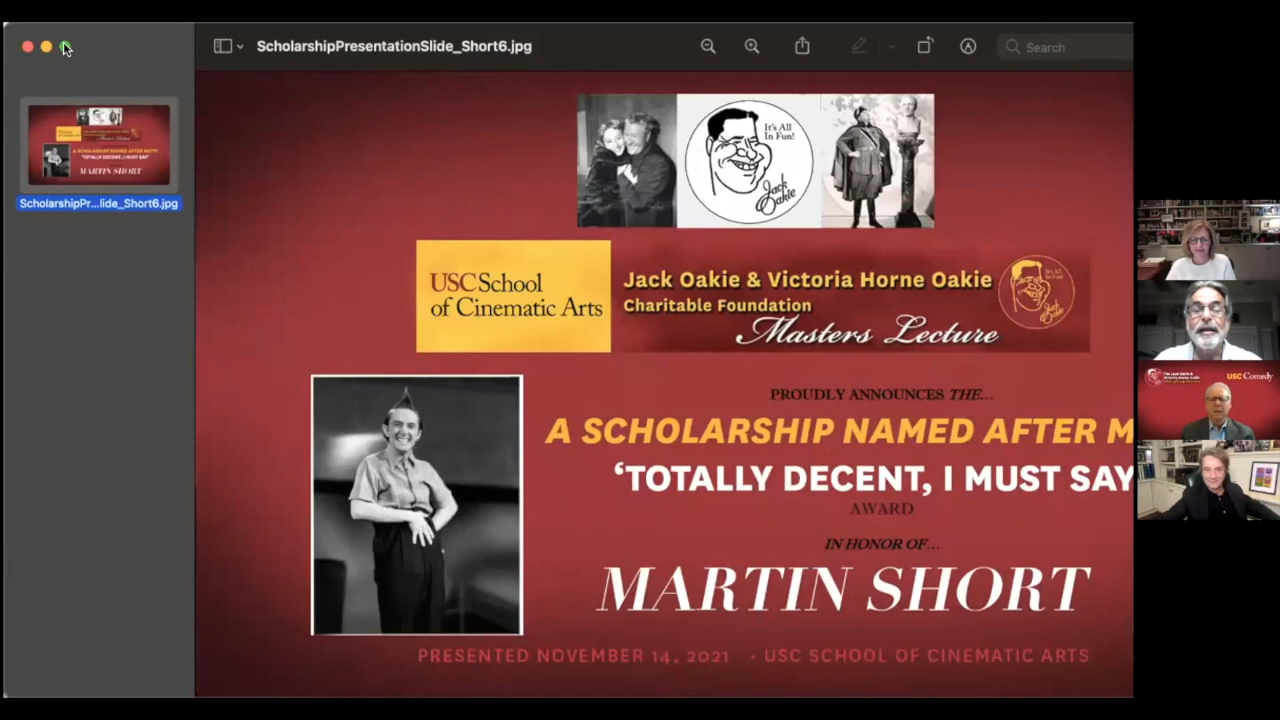 ScholarshipPresentationSlide_Short6.jpg
Search
ScholarshipPr...lide_Short6.jpg
It's All
In Fun!
Jack
Oakie
USC School
of Cinematic Arts
Jack Oakie & Victoria Horne Oakie
Charitable Foundation
Masters Lecture
PROUDLY ANNOUNCES THE...
A SCHOLARSHIP NAMED AFTER M
'TOTALLY DECENT, I MUST SAY
AWARD
IN HONOR OF...
MARTIN SHORT
PRESENTED NOVEMBER 14, 2021 • USC SCHOOL OF CINEMATIC ARTS
USC Comedy